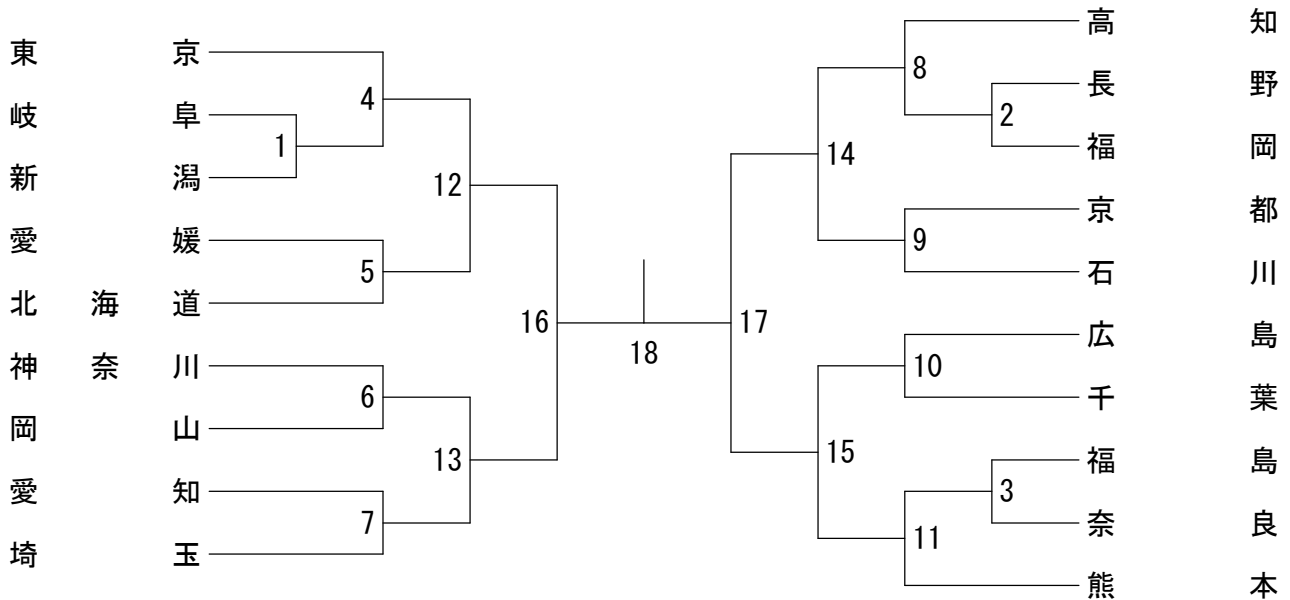 東京
岐阜
新潟
愛媛
北海道
神奈川
岡山
愛知
埼玉
1
4
5
6
7
12
13
16
18
17
14
15
8
9
10
11
2
3
高知
長野
福岡
京都
石川
広島
千葉
福島
奈良
熊本